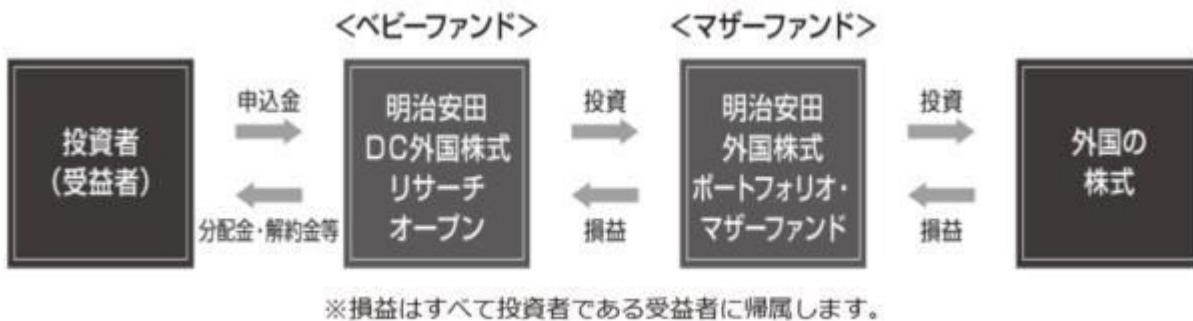 ＜ベビーファンド＞
＜マザーファンド＞
投資者
（受益者）
申込金
分配金・解約金等
明治安田
DC外国株式
リサーチ
オープン
投資
損益
明治安田
外国株式
ポートフォリオ・
マザーファンド
投資
損益
外国の
株式
※損益はすべて投資者である受益者に帰属します。